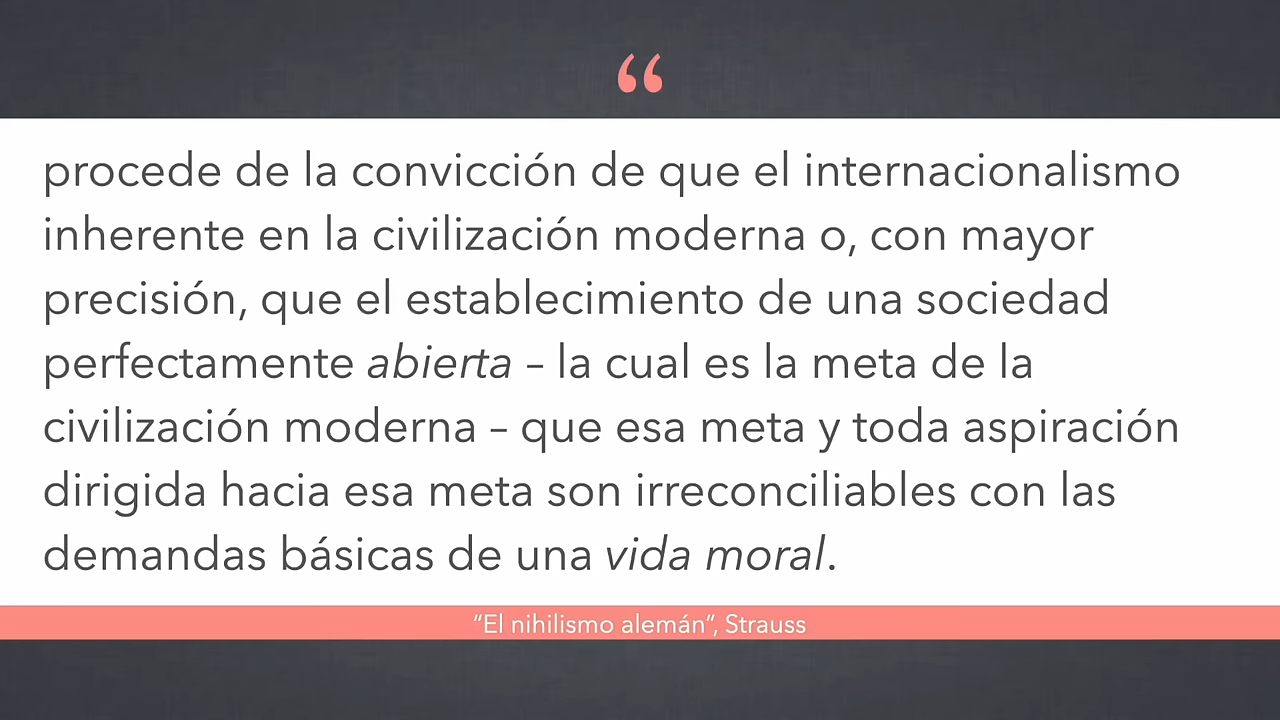 “
procede de la convicción de que el internacionalismo
inherente en la civilización moderna o, con mayor
precisión, que el establecimiento de una sociedad
perfectamente abierta – la cual es la meta de la
civilización moderna – que esa meta y toda aspiración
dirigida hacia esa meta son irreconciliables con las
demandas básicas de una vida moral.
“El nihilismo alemán”, Strauss